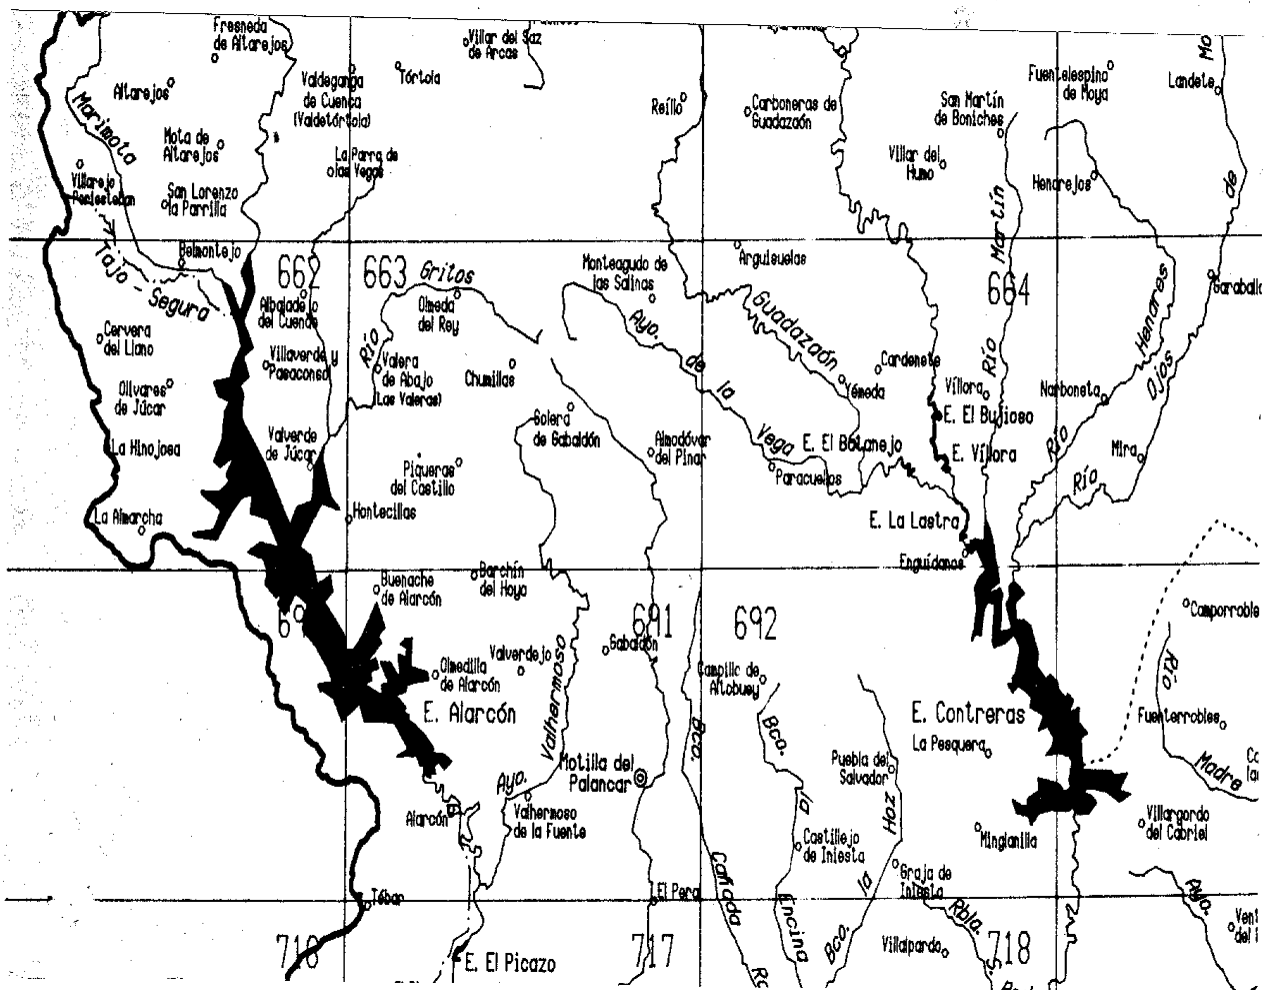 Fresneda
de Altarejos
Villar del Saz
de Arcas
Altarejos
Valdeganga
de Cuenca
(Valdetórtola)
Tórtola
Reíllo
Carboneras de
Guadazaón
San Martín
de Boniches
Fuentelespino
de Moya
Landete
Mo
Marimota
Mota de
Altarejos
La Parra de
las Vegas
Villar del
Humo
Henarejos
de
Villarejo
San Lorenzo
la Parrilla
Martín
Belmontejo
Tajo - Segura
662
663
Gritos
Monteagudo de
las Salinas
Arguisuelas
664
Garaballa
Albaladejo
del Cuende
Olmeda
del Rey
Ayo.
Guadazaón
Henares
Cervera
del Llano
Villaverde y
Pasaconsol
Río
Valera
de Abajo
(Las Valeras)
Chumillas
de la
Cardenete
Yémeda
Río
Víllora
Narboneta
Ojos
Olivares
de Júcar
Solera
de Gabaldón
E. El Bujioso
La Hinojosa
Valverde
de Júcar
Almodóvar
del Pinar
Vega
E. El Batanejo
E. Víllora
Río
Mira
Piqueras
del Castillo
Paracuellos
Río
La Almarcha
Hontecillas
E. La Lastra
Enguídanos
Buenache
de Alarcón
Barchín
del Hoyo
69
691
692
Camporrobles
Gabaldón
Valverdejo
Olmedilla
de Alarcón
Campillo de
Altobuey
Río
Valhermoso
E. Alarcón
Bco.
Bco.
E. Contreras
La Pesquera
Fuenterrobles
Motilla del
Palancar
Puebla del
Salvador
Madre
Ayo.
Alarcón
Valhermoso
de la Fuente
la
Hoz
Villargordo
del Cabriel
Castillejo
de Iniesta
Minglanilla
Cañada
la
Graja de
Iniesta
Tébar
El Peral
Encina
Rbla.
Ayo.
716
E. El Picazo
717
Bco.
Villalpardo
718